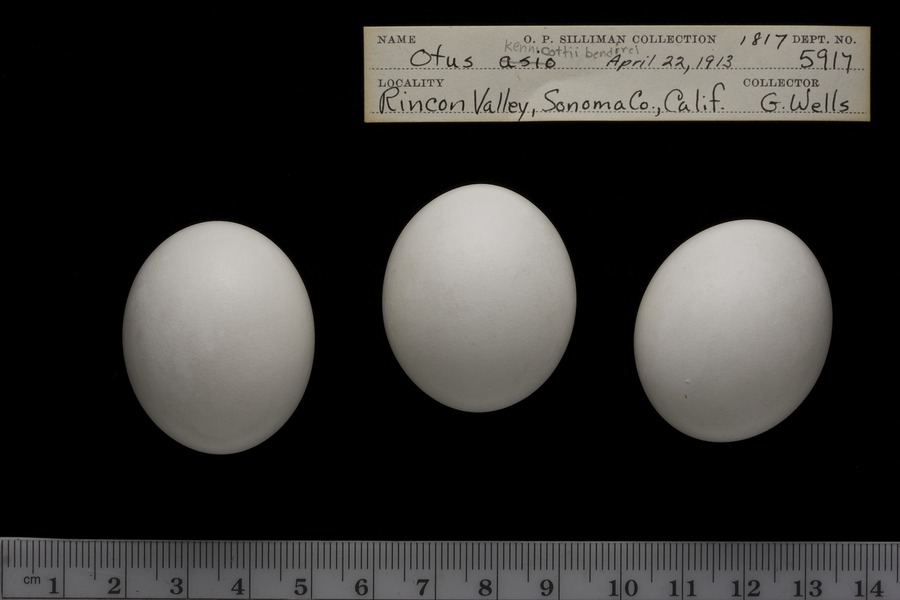 NAME O. P. SILLIMAN COLLECTION 1817 DEPT. NO.
kennicottii bendirei
Otus asio April 22, 1913 5917
LOCALITY COLLECTOR
Rincon Valley, Sonoma Co., Calif. G. Wells
cm 1 2 3 4 5 6 7 8 9 10 11 12 13 14